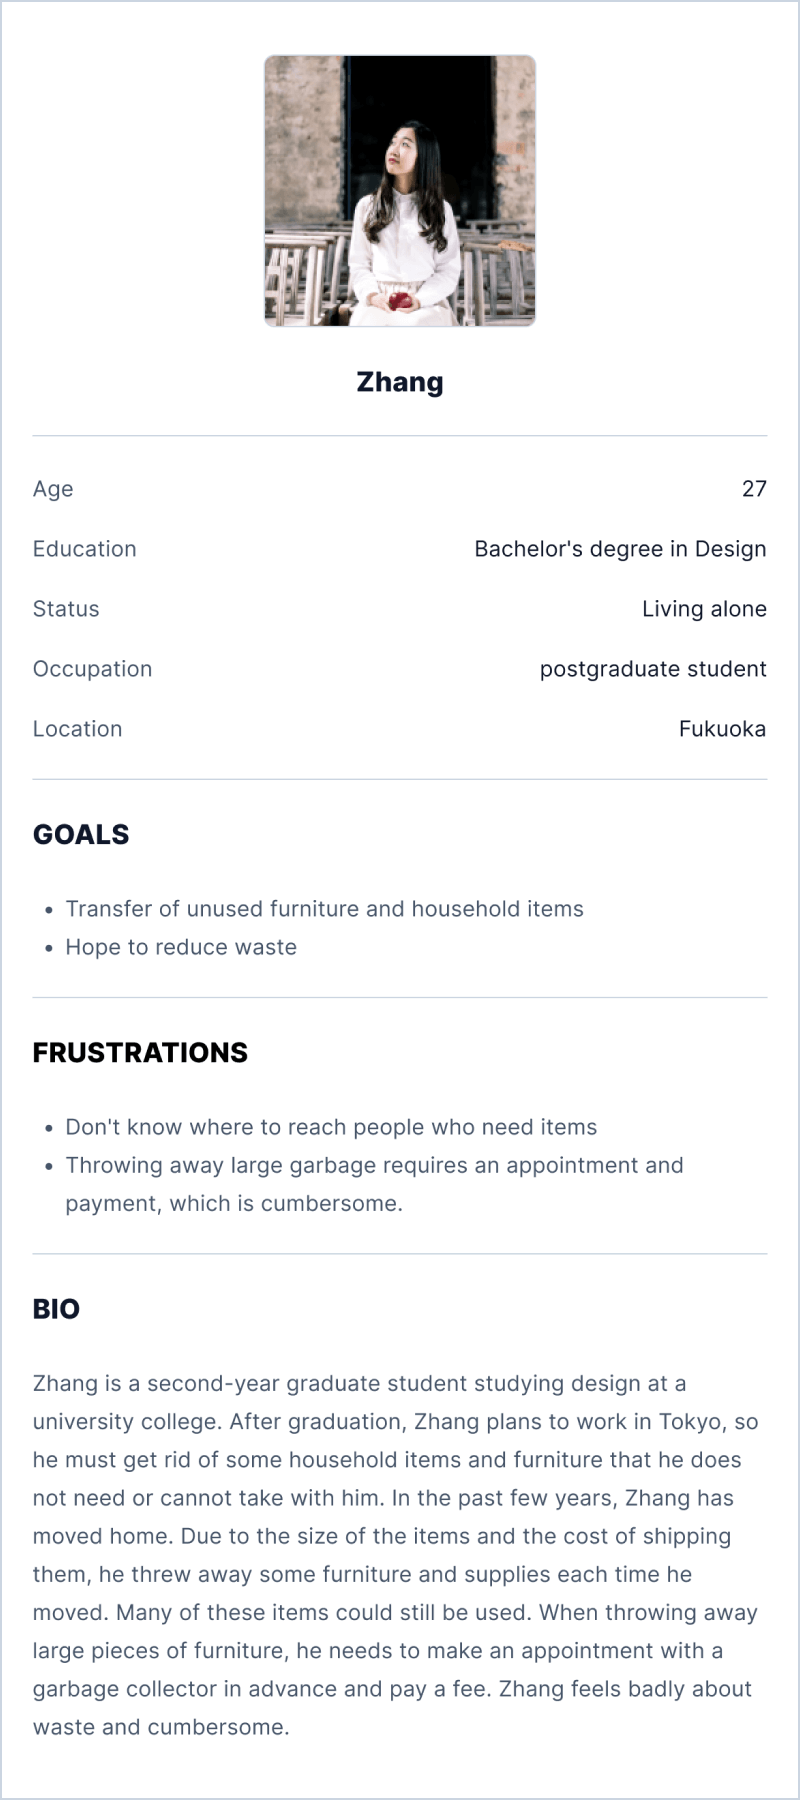 Zhang
Age 27
Education Bachelor's degree in Design
Status Living alone
Occupation postgraduate student
Location Fukuoka
GOALS
• Transfer of unused furniture and household items
• Hope to reduce waste
FRUSTRATIONS
• Don't know where to reach people who need items
• Throwing away large garbage requires an appointment and
payment, which is cumbersome.
BIO
Zhang is a second-year graduate student studying design at a
university college. After graduation, Zhang plans to work in Tokyo, so
he must get rid of some household items and furniture that he does
not need or cannot take with him. In the past few years, Zhang has
moved home. Due to the size of the items and the cost of shipping
them, he threw away some furniture and supplies each time he
moved. Many of these items could still be used. When throwing away
large pieces of furniture, he needs to make an appointment with a
garbage collector in advance and pay a fee. Zhang feels badly about
waste and cumbersome.